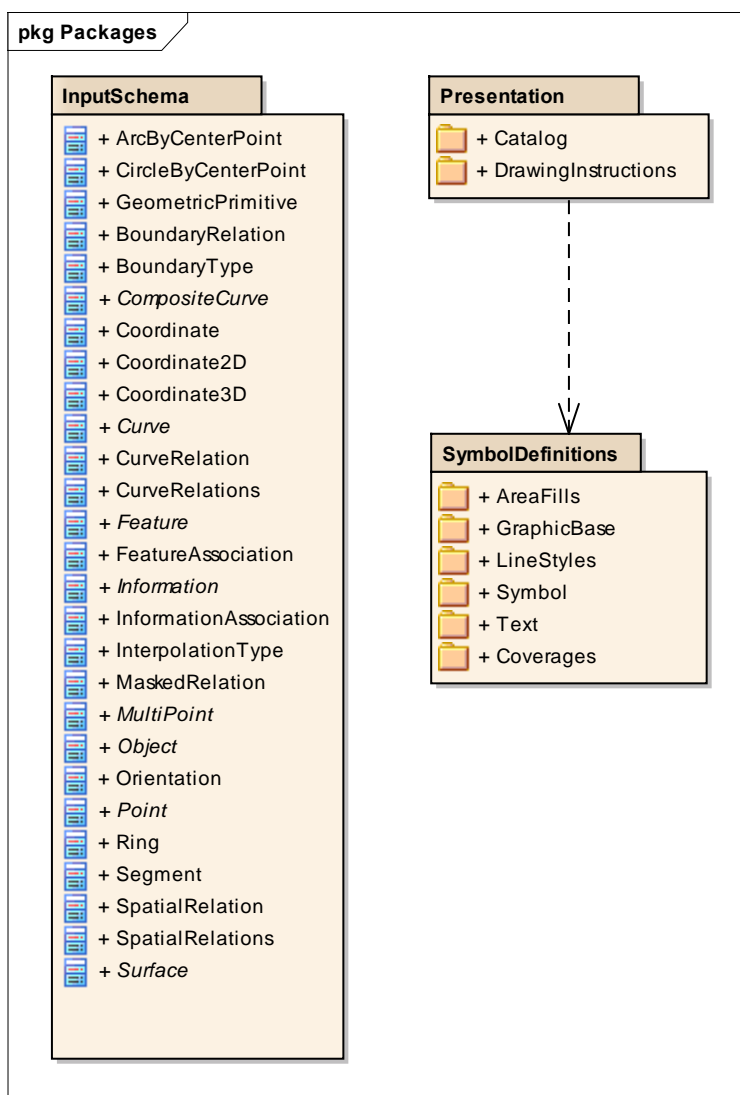 pkg Packages
InputSchema
+ ArcByCenterPoint
+ CircleByCenterPoint
+ GeometricPrimitive
+ BoundaryRelation
+ BoundaryType
+ CompositeCurve
+ Coordinate
+ Coordinate2D
+ Coordinate3D
+ Curve
+ CurveRelation
+ CurveRelations
+ Feature
+ FeatureAssociation
+ Information
+ InformationAssociation
+ InterpolationType
+ MaskedRelation
+ MultiPoint
+ Object
+ Orientation
+ Point
+ Ring
+ Segment
+ SpatialRelation
+ SpatialRelations
+ Surface
Presentation
+ Catalog
+ DrawingInstructions
SymbolDefinitions
+ AreaFills
+ GraphicBase
+ LineStyles
+ Symbol
+ Text
+ Coverages